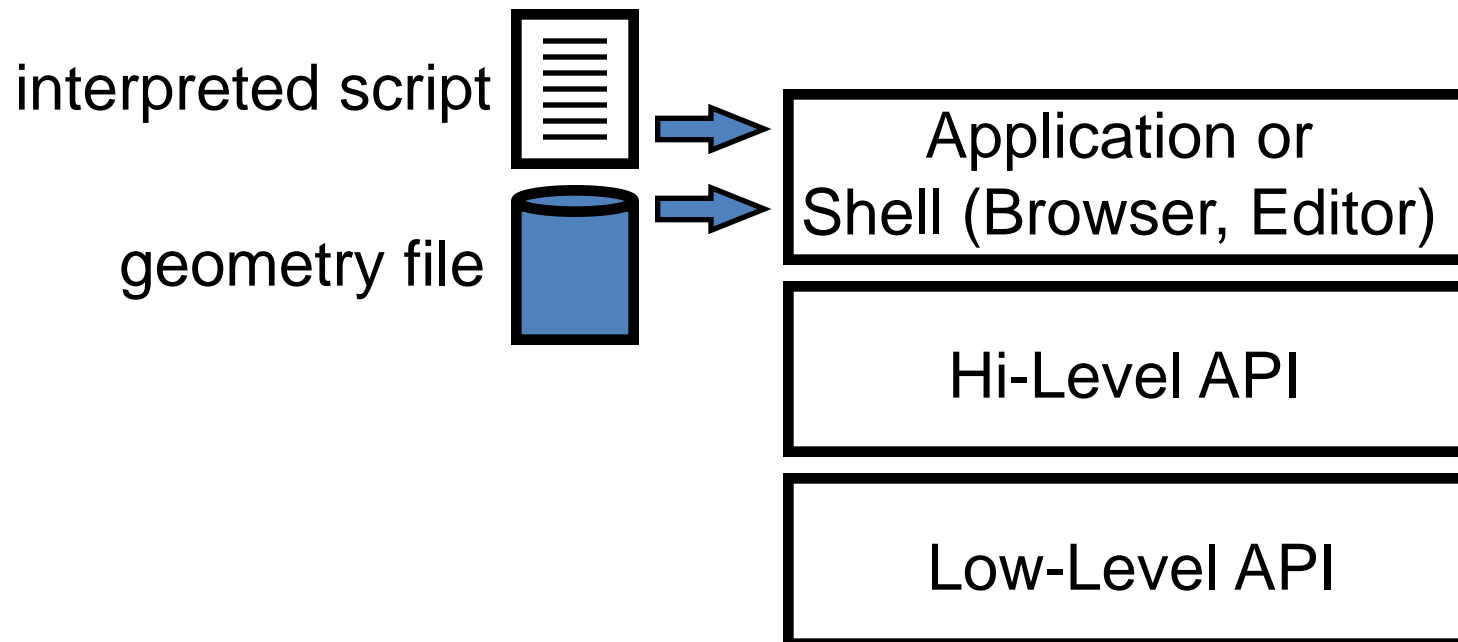 interpreted script
geometry file
Application or
Shell (Browser, Editor)
Hi-Level API
Low-Level API